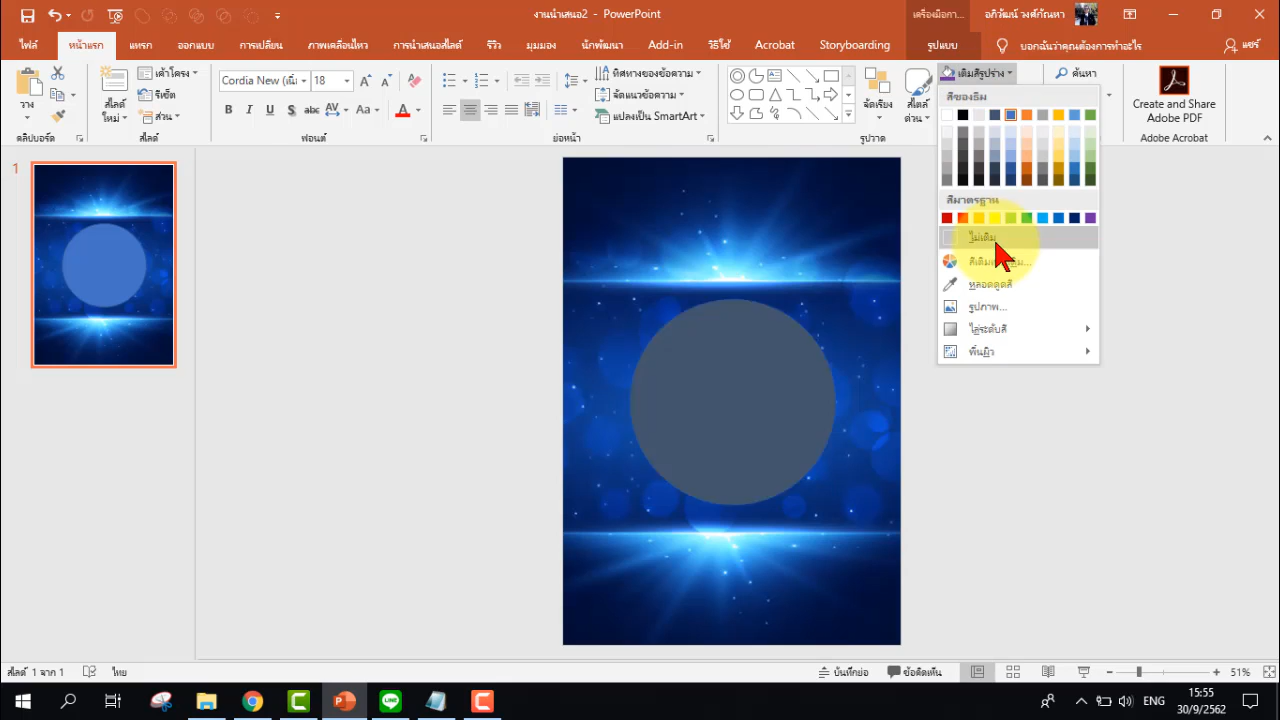 งานนำเสนอ2 - PowerPoint
เครื่องมือกา...
อภิวัฒน์ วงศ์กัณหา
ไฟล์
หน้าแรก
แทรก
ออกแบบ
การเปลี่ยน
ภาพเคลื่อนไหว
การนำเสนอสไลด์
รีวิว
มุมมอง
นักพัฒนา
Add-in
วิธีใช้
Acrobat
Storyboarding
รูปแบบ
บอกฉันว่าคุณต้องการทำอะไร
แชร์
วาง
คลิปบอร์ด
สไลด์
ใหม่
เค้าโครง
รีเซ็ต
ส่วน
สไลด์
Cordia New (เนื้
18
B I U S abc AV Aa A
ฟอนต์
ทิศทางของข้อความ
จัดแนวข้อความ
แปลงเป็น SmartArt
ย่อหน้า
จัดเรียง
สไตล์
ด่วน
รูปวาด
เติมสีรูปร่าง
ค้นหา
Create and Share
Adobe PDF
Adobe Acrobat
สีของธีม
สีมาตรฐาน
ไม่เติม
หลอดดูดสี
รูปภาพ...
ไล่ระดับสี
พื้นผิว
1
สไลด์ 1 จาก 1
ไทย
บันทึกย่อ
ข้อคิดเห็น
51%
LINE
ENG
15:55
30/9/2562